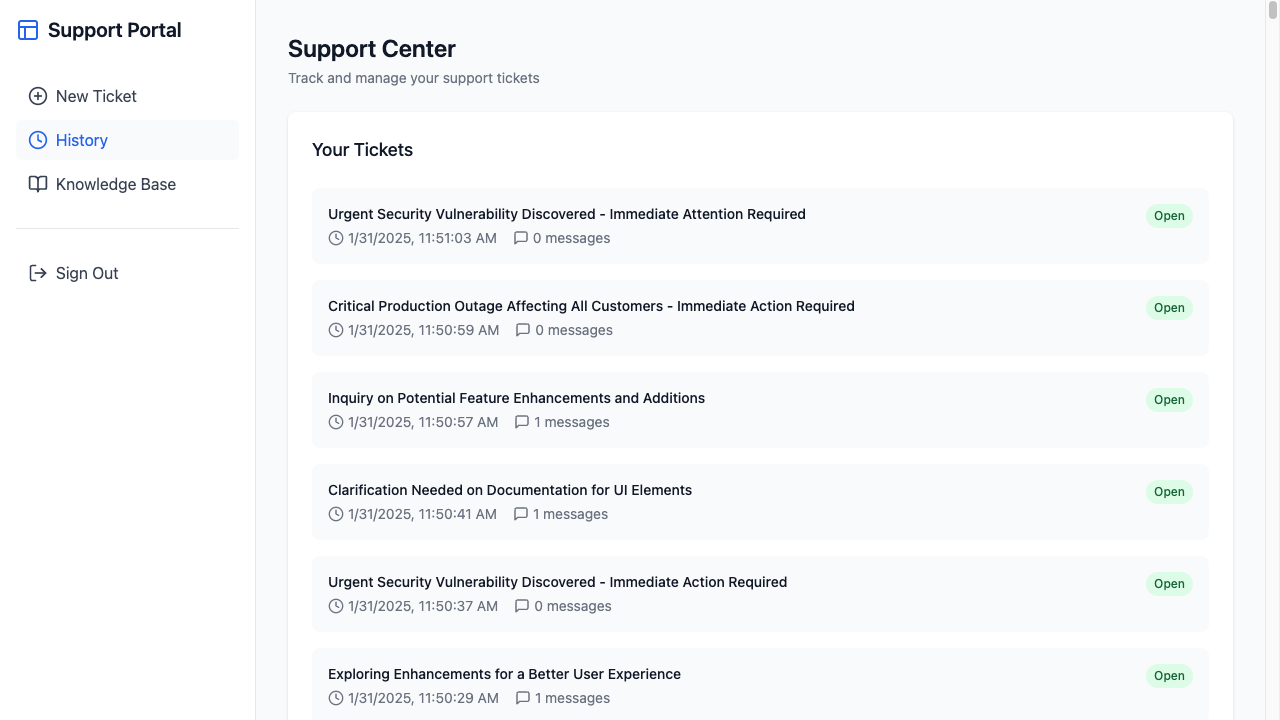 Support Portal
New Ticket
History
Knowledge Base
Sign Out
Support Center
Track and manage your support tickets
Your Tickets
Urgent Security Vulnerability Discovered - Immediate Attention Required
Open
1/31/2025, 11:51:03 AM 0 messages
Critical Production Outage Affecting All Customers - Immediate Action Required
Open
1/31/2025, 11:50:59 AM 0 messages
Inquiry on Potential Feature Enhancements and Additions
Open
1/31/2025, 11:50:57 AM 1 messages
Clarification Needed on Documentation for UI Elements
Open
1/31/2025, 11:50:41 AM 1 messages
Urgent Security Vulnerability Discovered - Immediate Action Required
Open
1/31/2025, 11:50:37 AM 0 messages
Exploring Enhancements for a Better User Experience
Open
1/31/2025, 11:50:29 AM 1 messages